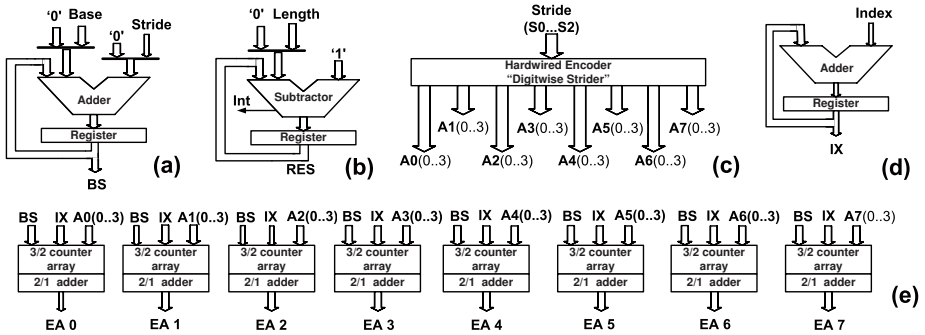 ‘0’ Base
‘0’ Stride
Adder
Register
BS
(a)
‘0’ Length
‘1’
Int
Subtractor
Register
RES
(b)
Stride
(S0...S2)
Hardwired Encoder
“Digitwise Strider”
A1(0..3) A3(0..3) A5(0..3) A7(0..3)
A0(0..3) A2(0..3) A4(0..3) A6(0..3)
(c)
Index
Adder
Register
IX
(d)
BS IX A0(0..3)
3/2 counter
array
2/1 adder
EA 0
BS IX A1(0..3)
3/2 counter
array
2/1 adder
EA 1
BS IX A2(0..3)
3/2 counter
array
2/1 adder
EA 2
BS IX A3(0..3)
3/2 counter
array
2/1 adder
EA 3
BS IX A4(0..3)
3/2 counter
array
2/1 adder
EA 4
BS IX A5(0..3)
3/2 counter
array
2/1 adder
EA 5
BS IX A6(0..3)
3/2 counter
array
2/1 adder
EA 6
BS IX A7(0..3)
3/2 counter
array
2/1 adder
EA 7
(e)